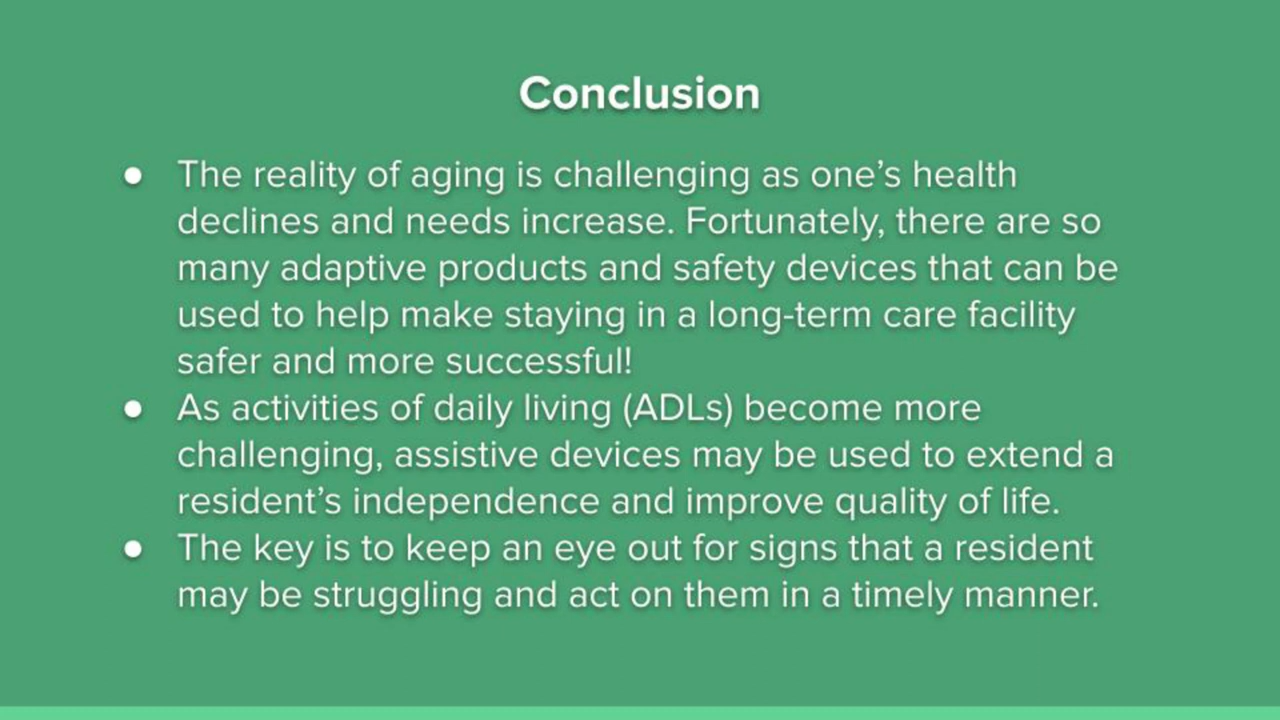 Conclusion
● The reality of aging is challenging as one’s health
declines and needs increase. Fortunately, there are so
many adaptive products and safety devices that can be
used to help make staying in a long-term care facility
safer and more successful!
● As activities of daily living (ADLs) become more
challenging, assistive devices may be used to extend a
resident’s independence and improve quality of life.
● The key is to keep an eye out for signs that a resident
may be struggling and act on them in a timely manner.